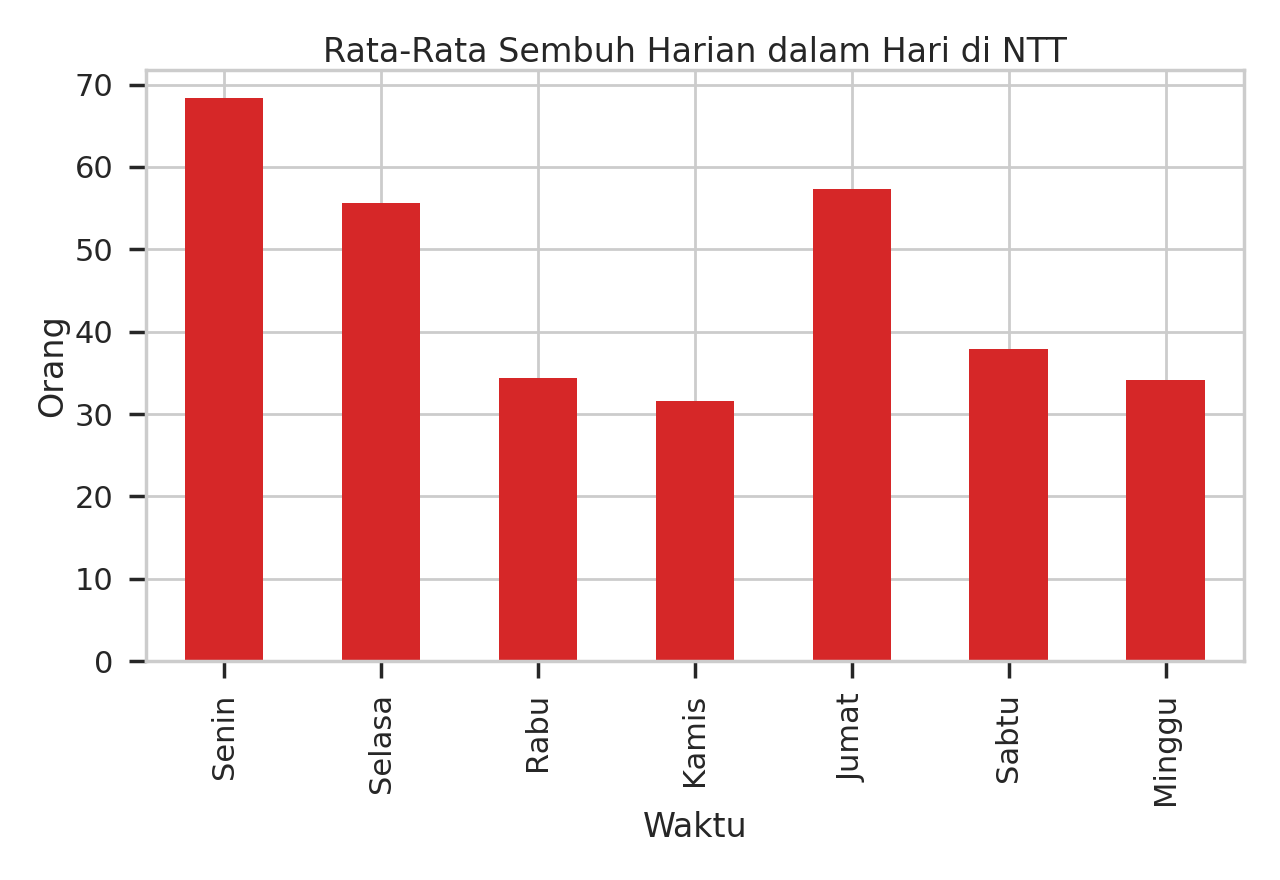 Rata-Rata Sembuh Harian dalam Hari di NTT
70
60
50
40
30
20
10
0
Orang
Senin
Selasa
Rabu
Kamis
Jumat
Sabtu
Minggu
Waktu